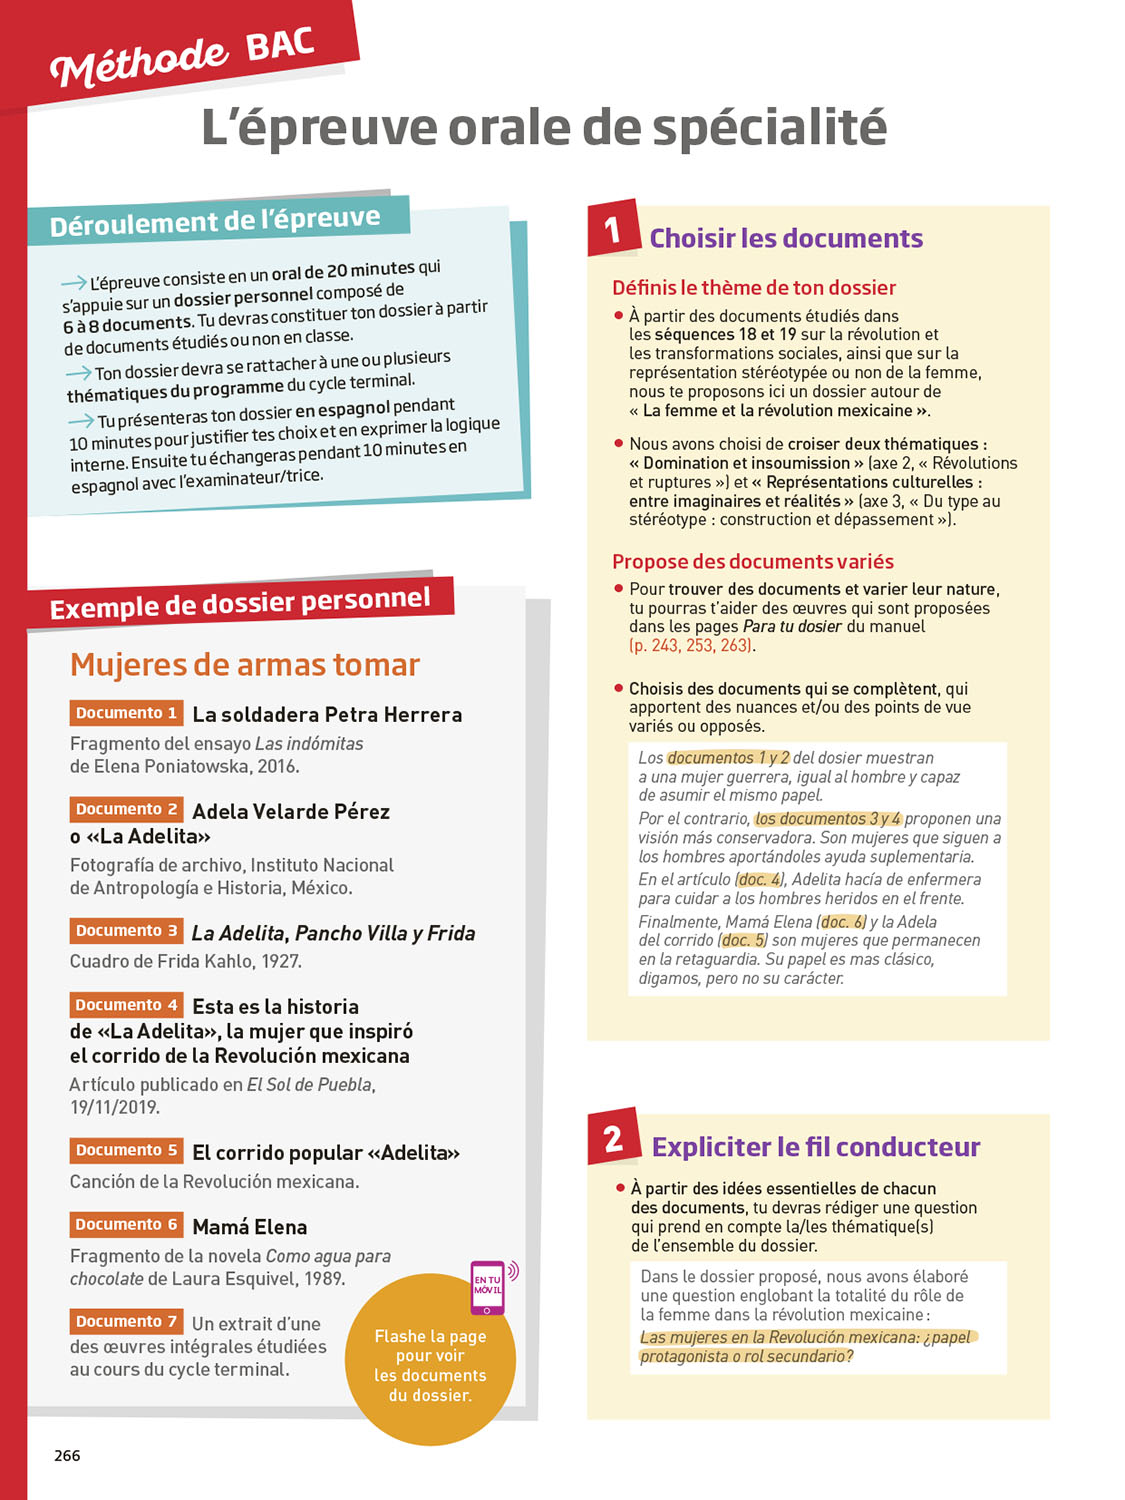 Méthode BAC
L'épreuve orale de spécialité
Déroulement de l'épreuve
→ L'épreuve consiste en un oral de 20 minutes qui
s'appuie sur un dossier personnel composé de
6 à 8 documents. Tu devras constituer ton dossier à partir
de documents étudiés ou non en classe.
→ Ton dossier devra se rattacher à une ou plusieurs
thématiques du programme du cycle terminal.
→ Tu présenteras ton dossier en espagnol pendant
10 minutes pour justifier tes choix et en exprimer la logique
interne. Ensuite tu échangeras pendant 10 minutes en
espagnol avec l'examinateur/trice.
Exemple de dossier personnel
Mujeres de armas tomar
Documento 1 La soldadera Petra Herrera
Fragmento del ensayo Las indómitas
de Elena Poniatowska, 2016.
Documento 2 Adela Velarde Pérez
o «La Adelita»
Fotografía de archivo, Instituto Nacional
de Antropología e Historia, México.
Documento 3 La Adelita, Pancho Villa y Frida
Cuadro de Frida Kahlo, 1927.
Documento 4 Esta es la historia
de «La Adelita», la mujer que inspiró
el corrido de la Revolución mexicana
Artículo publicado en El Sol de Puebla,
19/11/2019.
Documento 5 El corrido popular «Adelita»
Canción de la Revolución mexicana.
Documento 6 Mamá Elena
Fragmento de la novela Como agua para
chocolate de Laura Esquivel, 1989.
Documento 7 Un extrait d'une
des œuvres intégrales étudiées
au cours du cycle terminal.
EN TU
MÓVIL
Flashe la page
pour voir
les documents
du dossier.
1 Choisir les documents
Définis le thème de ton dossier
• À partir des documents étudiés dans
les séquences 18 et 19 sur la révolution et
les transformations sociales, ainsi que sur la
représentation stéréotypée ou non de la femme,
nous te proposons ici un dossier autour de
« La femme et la révolution mexicaine ».
• Nous avons choisi de croiser deux thématiques :
« Domination et insoumission » (axe 2, « Révolutions
et ruptures ») et « Représentations culturelles :
entre imaginaires et réalités » (axe 3, « Du type au
stéréotype : construction et dépassement »).
Propose des documents variés
• Pour trouver des documents et varier leur nature,
tu pourras t'aider des œuvres qui sont proposées
dans les pages Para tu dosier du manuel
(p. 243, 253, 263).
• Choisis des documents qui se complètent, qui
apportent des nuances et/ou des points de vue
variés ou opposés.
Los documentos 1 y 2 del dosier muestran
a una mujer guerrera, igual al hombre y capaz
de asumir el mismo papel.
Por el contrario, los documentos 3 y 4 proponen una
visión más conservadora. Son mujeres que siguen a
los hombres aportándoles ayuda suplementaria.
En el artículo (doc. 4), Adelita hacía de enfermera
para cuidar a los hombres heridos en el frente.
Finalmente, Mamá Elena (doc. 6) y la Adela
del corrido (doc. 5) son mujeres que permanecen
en la retaguardia. Su papel es mas clásico,
digamos, pero no su carácter.
2 Expliciter le fil conducteur
• À partir des idées essentielles de chacun
des documents, tu devras rédiger une question
qui prend en compte la/les thématique(s)
de l'ensemble du dossier.
Dans le dossier proposé, nous avons élaboré
une question englobant la totalité du rôle de
la femme dans la révolution mexicaine :
Las mujeres en la Revolución mexicana: ¿papel
protagonista o rol secundario?
266